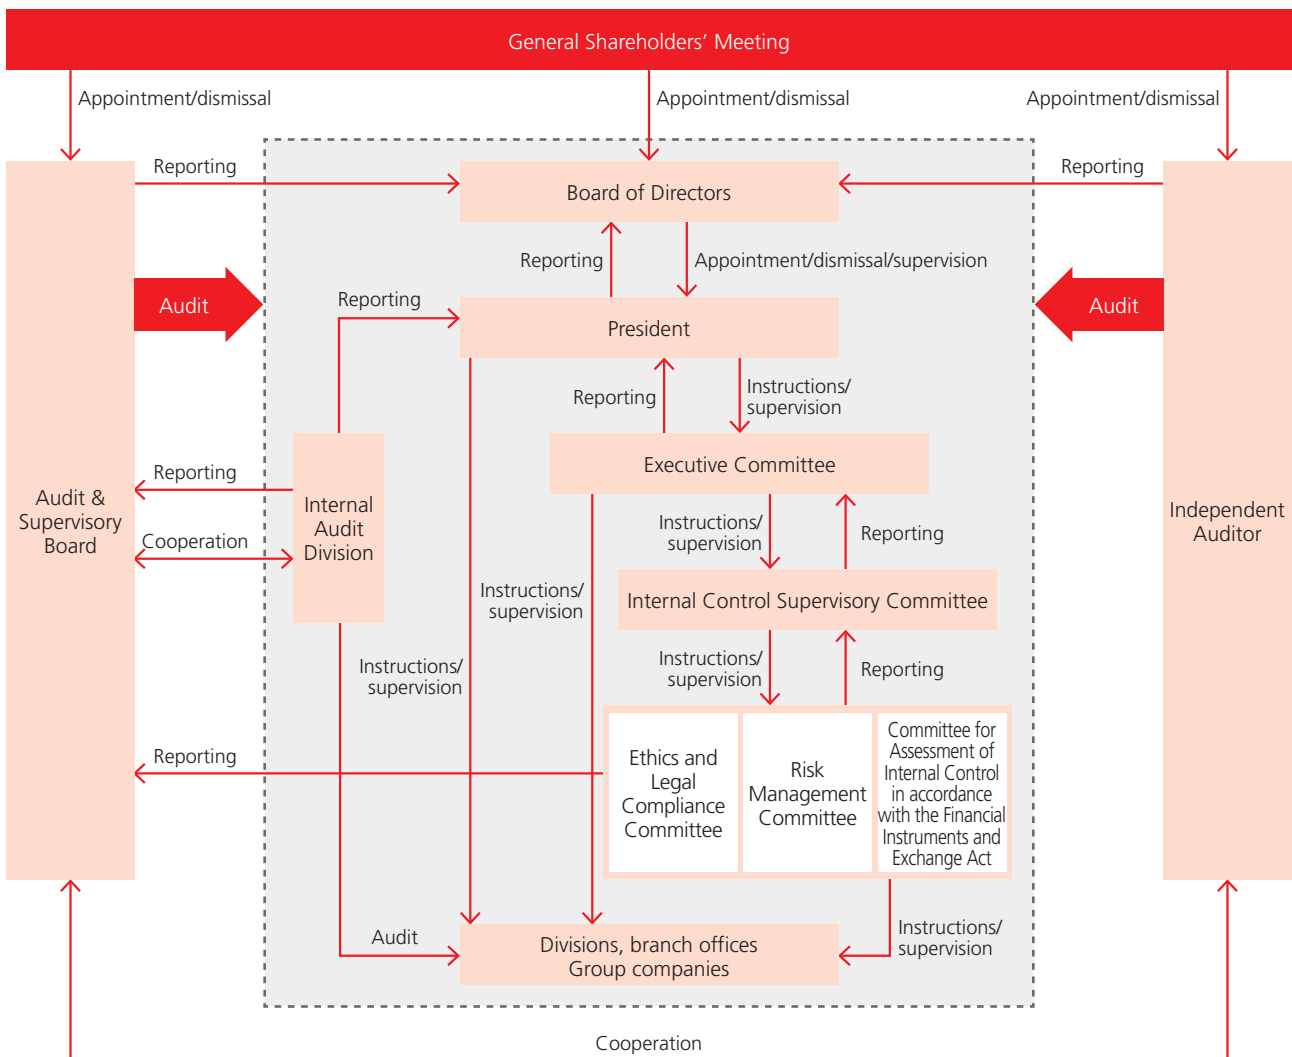 General Shareholders’ Meeting
Appointment/dismissal
Appointment/dismissal
Appointment/dismissal
Reporting
Reporting
Board of Directors
Reporting
Appointment/dismissal/supervision
Audit
Reporting
Audit
President
Reporting
Instructions/
supervision
Executive Committee
Reporting
Audit &
Supervisory
Board
Internal
Audit
Division
Independent
Auditor
Instructions/
supervision
Reporting
Cooperation
Instructions/
supervision
Internal Control Supervisory Committee
Instructions/
supervision
Instructions/
supervision
Reporting
Reporting
Ethics and
Legal
Compliance
Committee
Risk
Management
Committee
Committee for
Assessment of
Internal Control
in accordance
with the Financial
Instruments and
Exchange Act
Audit
Divisions, branch offices
Group companies
Instructions/
supervision
Cooperation